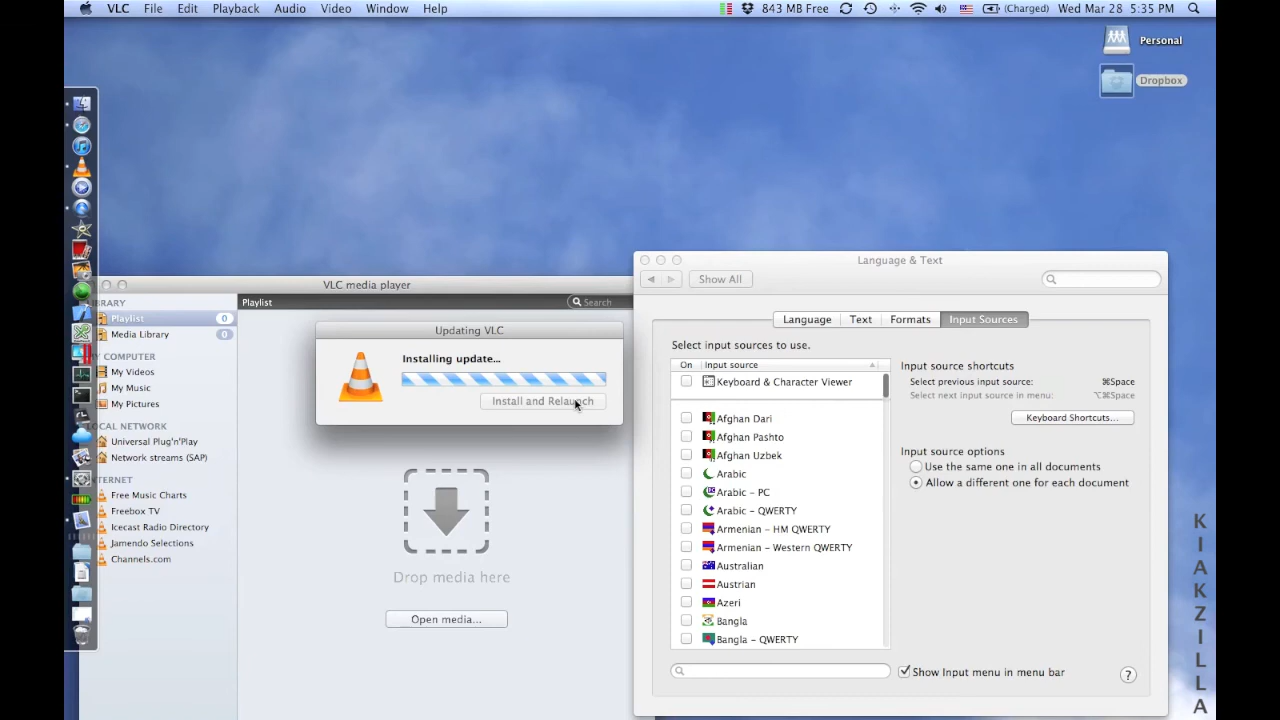 VLC File Edit Playback Audio Video Window Help 843 MB Free (Charged) Wed Mar 28 5:35 PM
Personal
Dropbox
VLC media player
Playlist
Search
Playlist 0
Media Library 0
MY COMPUTER
My Videos
My Music
My Pictures
LOCAL NETWORK
Universal Plug'n'Play
Network streams (SAP)
Free Music Charts
Freebox TV
Icecast Radio Directory
Jamendo Selections
Channels.com
Updating VLC
Installing update...
Install and Relaunch
Drop media here
Open media...
Language & Text
Show All
Language Text Formats Input Sources
Select input sources to use.
On Input source
Keyboard & Character Viewer
Afghan Dari
Afghan Pashto
Afghan Uzbek
Arabic
Arabic – PC
Arabic – QWERTY
Armenian – HM QWERTY
Armenian – Western QWERTY
Australian
Austrian
Azeri
Bangla
Bangla – QWERTY
Input source shortcuts
Select previous input source: ⌘Space
Select next input source in menu: ⌥⌘Space
Keyboard Shortcuts...
Input source options
Use the same one in all documents
Allow a different one for each document
Show Input menu in menu bar
?
KIAKZILLA